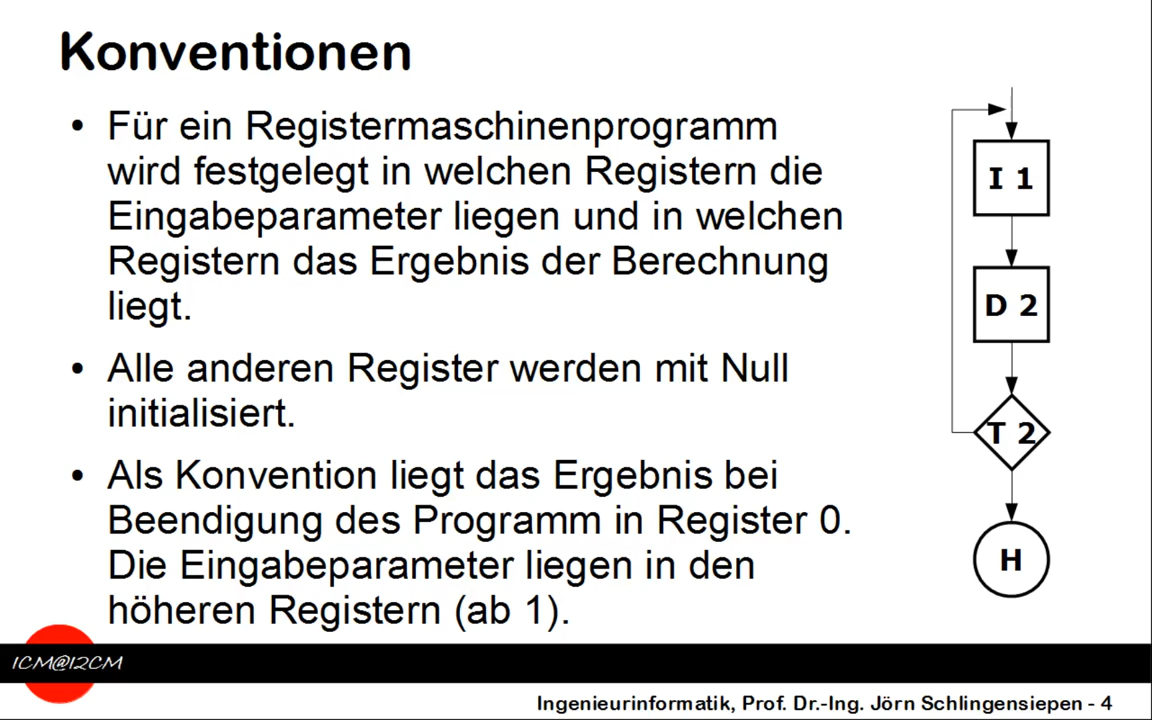 Konventionen
• Für ein Registermaschinenprogramm
wird festgelegt in welchen Registern die
Eingabeparameter liegen und in welchen
Registern das Ergebnis der Berechnung
liegt.
• Alle anderen Register werden mit Null
initialisiert.
• Als Konvention liegt das Ergebnis bei
Beendigung des Programm in Register 0.
Die Eingabeparameter liegen in den
höheren Registern (ab 1).
I 1
D 2
T 2
H
1CM@12CM
Ingenieurinformatik, Prof. Dr.-Ing. Jörn Schlingensiepen - 4